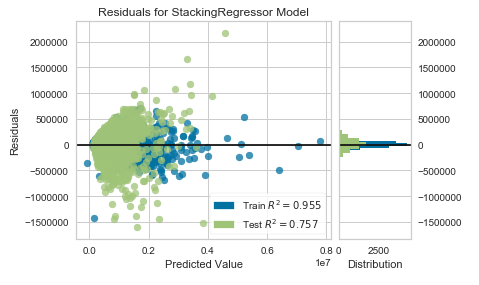 Residuals for StackingRegressor Model
Residuals
2000000
1500000
1000000
500000
0
−500000
−1000000
−1500000
0.0 0.2 0.4 0.6 0.8
1e7
Predicted Value
Train R² = 0.955
Test R² = 0.757
2000000
1500000
1000000
500000
0
−500000
−1000000
−1500000
0 2500
Distribution